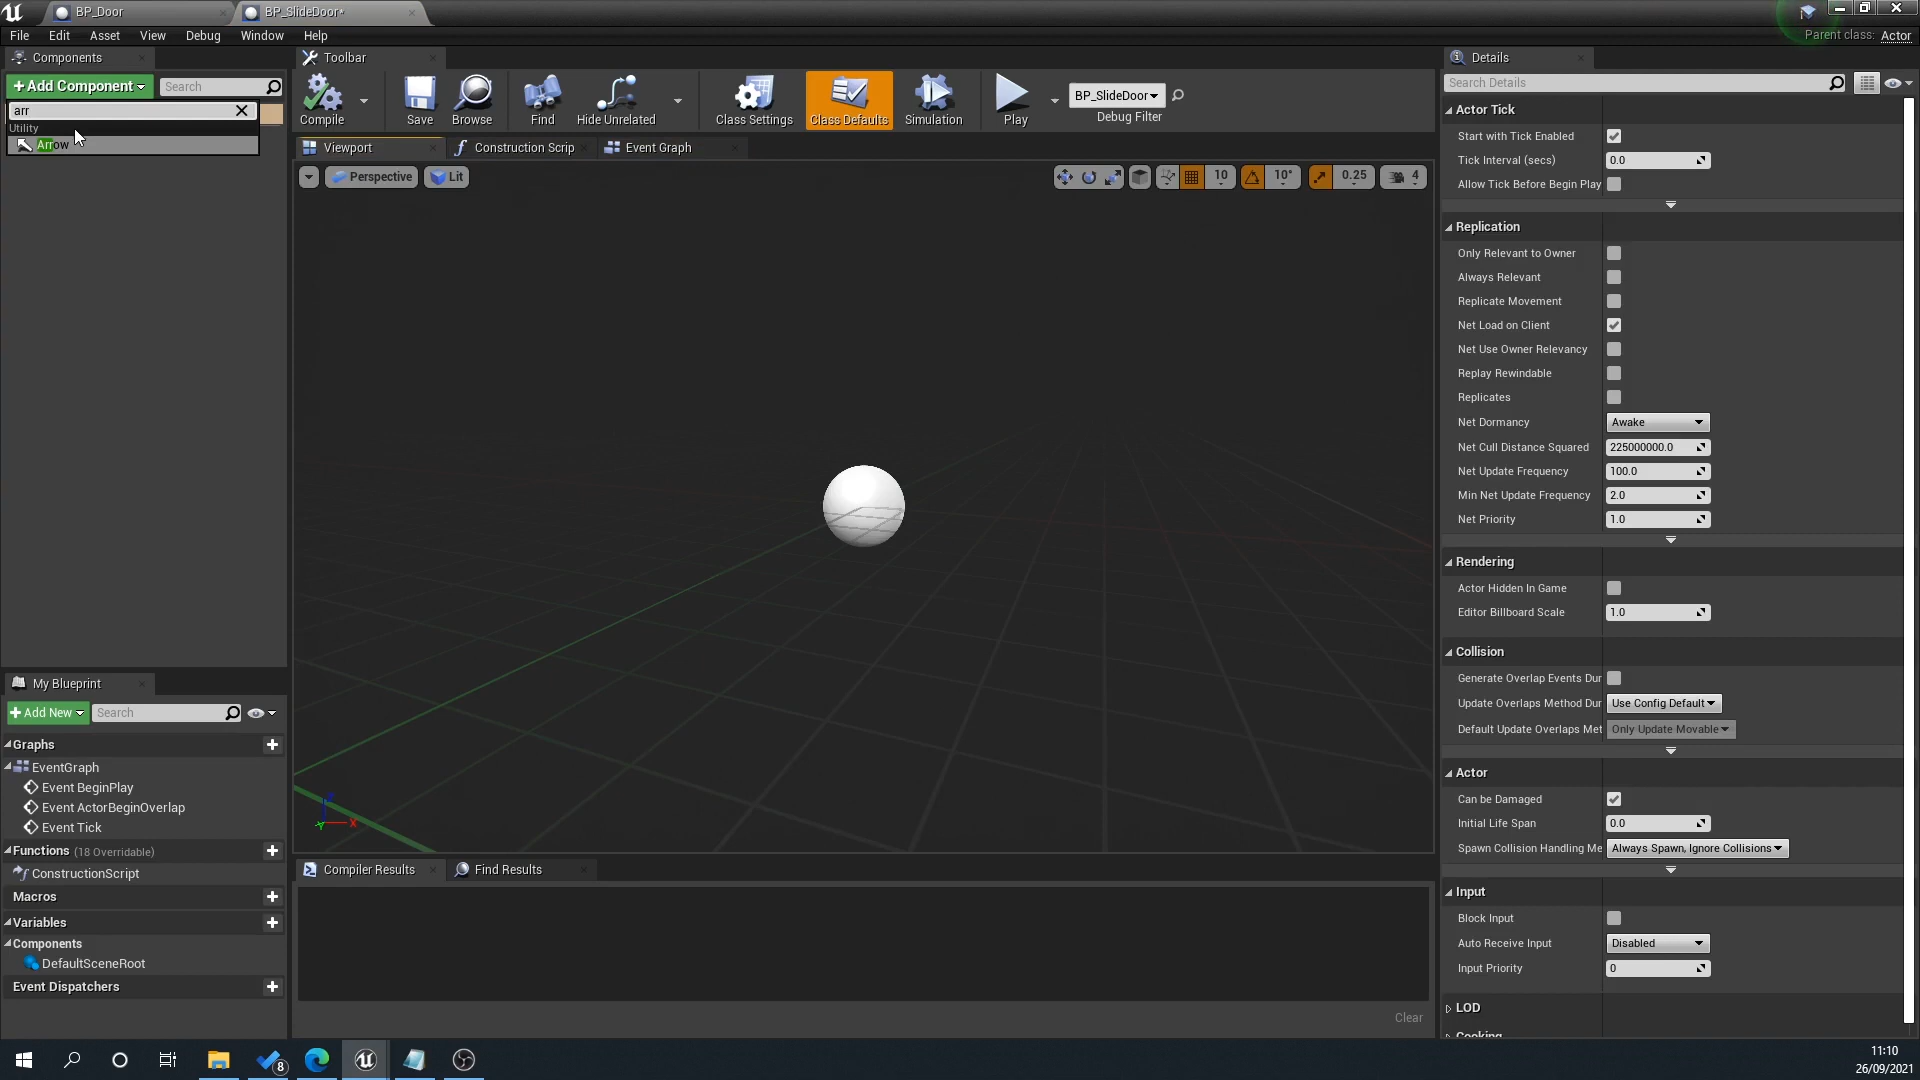 BP_Door
BP_SlideDoor*
File Edit Asset View Debug Window Help
Parent class: Actor
Components
Toolbar
Details
+Add Component
Search
Search Details
arr
Utility
Arrow
Compile
Save
Browse
Find
Hide Unrelated
Class Settings
Class Defaults
Simulation
Play
BP_SlideDoor
Debug Filter
Viewport
Construction Scrip
Event Graph
Perspective
Lit
10
10°
0.25
4
Actor Tick
Start with Tick Enabled
Tick Interval (secs) 0.0
Allow Tick Before Begin Play
Replication
Only Relevant to Owner
Always Relevant
Replicate Movement
Net Load on Client
Net Use Owner Relevancy
Replay Rewindable
Replicates
Net Dormancy Awake
Net Cull Distance Squared 225000000.0
Net Update Frequency 100.0
Min Net Update Frequency 2.0
Net Priority 1.0
Rendering
Actor Hidden In Game
Editor Billboard Scale 1.0
Collision
Generate Overlap Events Dur
Update Overlaps Method Dur Use Config Default
Default Update Overlaps Met Only Update Movable
Actor
Can be Damaged
Initial Life Span 0.0
Spawn Collision Handling Me Always Spawn, Ignore Collisions
Input
Block Input
Auto Receive Input Disabled
Input Priority 0
LOD
Cooking
My Blueprint
+Add New
Search
Graphs
EventGraph
Event BeginPlay
Event ActorBeginOverlap
Event Tick
Functions (18 Overridable)
ConstructionScript
Macros
Variables
Components
DefaultSceneRoot
Event Dispatchers
Z
Y
X
Compiler Results
Find Results
Clear
8
11:10
26/09/2021